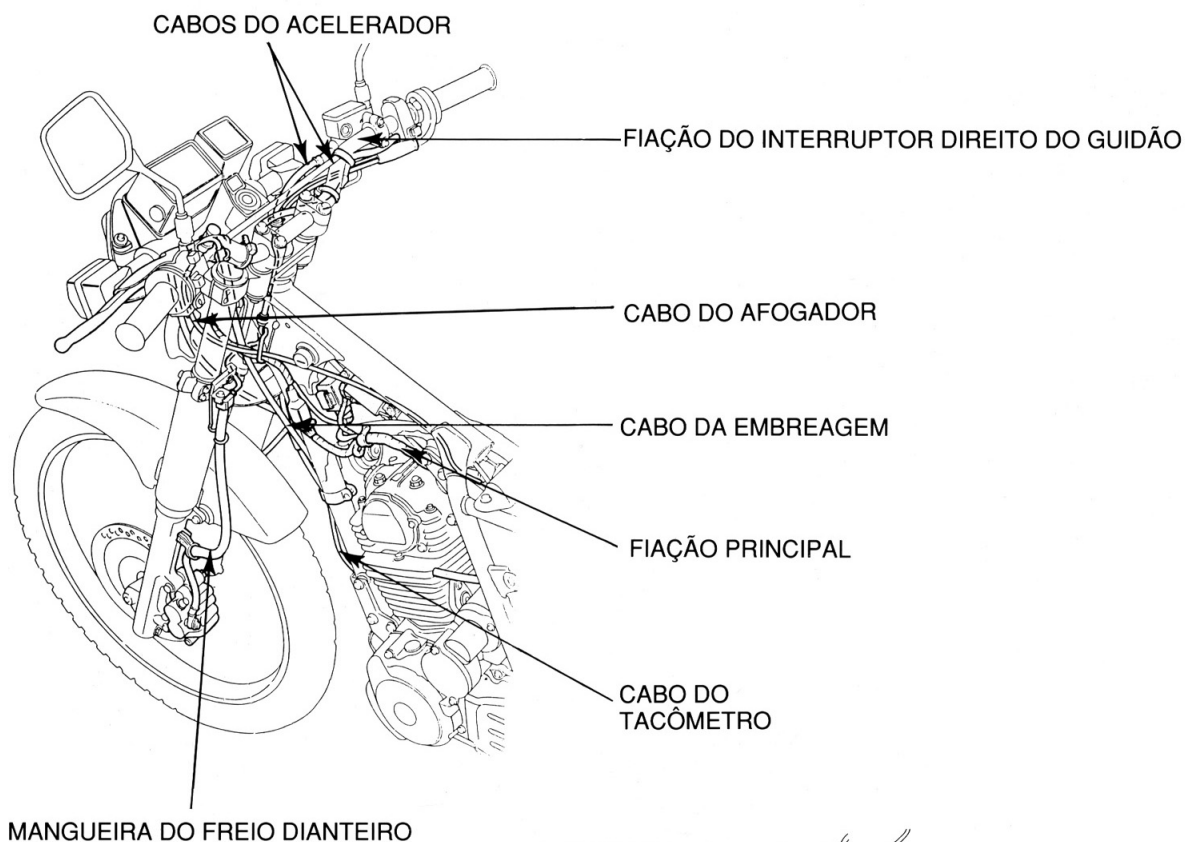 CABOS DO ACELERADOR
FIAÇÃO DO INTERRUPTOR DIREITO DO GUIDÃO
CABO DO AFOGADOR
CABO DA EMBREAGEM
FIAÇÃO PRINCIPAL
CABO DO
TACÔMETRO
MANGUEIRA DO FREIO DIANTEIRO